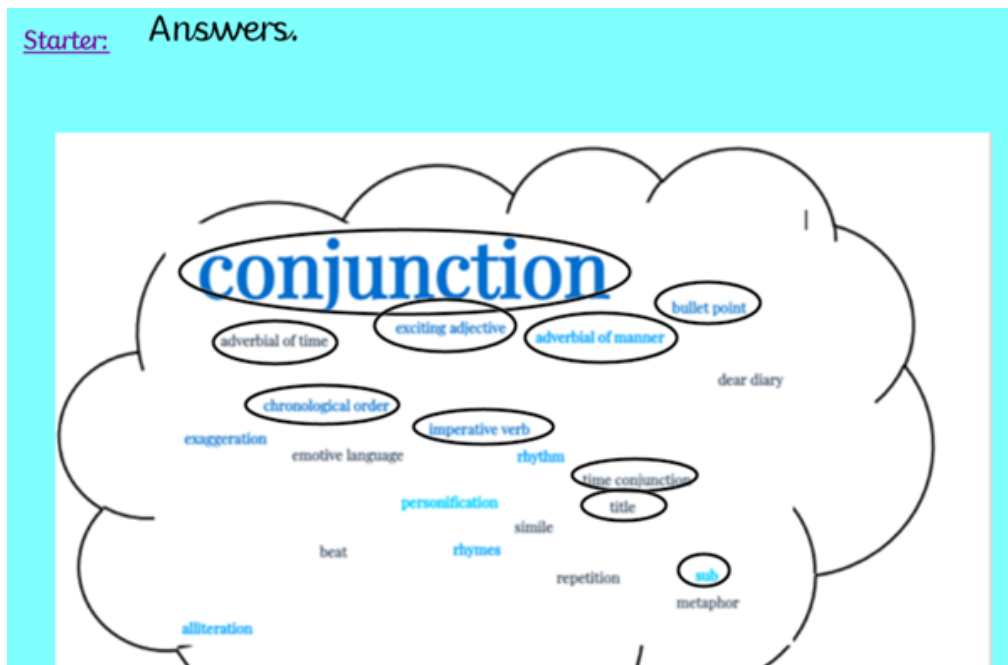 Starter: Answers.
conjunction
bullet point
exciting adjective
adverbial of time
adverbial of manner
dear diary
chronological order
imperative verb
exaggeration
emotive language
rhythm
time conjunction
personification
title
simile
beat
rhymes
repetition
sub
metaphor
alliteration